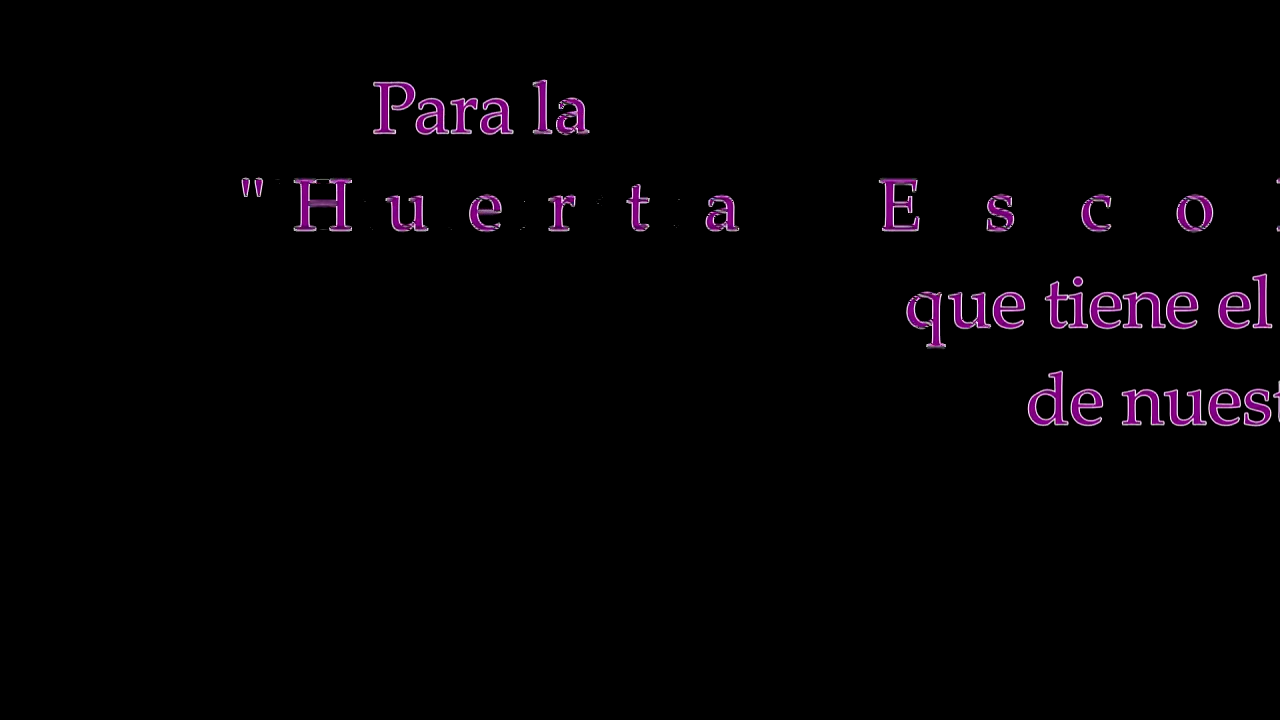 Para la
"Huerta Esco
que tiene el
de nuest